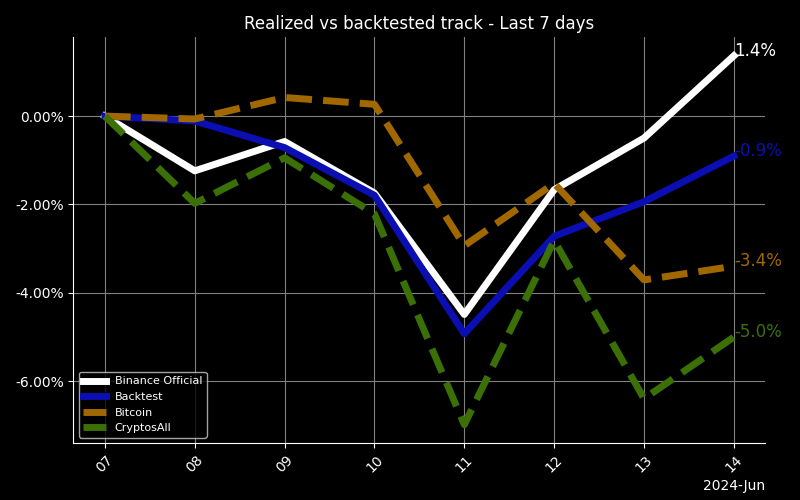 Realized vs backtested track - Last 7 days
1.4%
0.00%
-0.9%
-2.00%
-3.4%
-4.00%
-5.0%
-6.00%
Binance Official
Backtest
Bitcoin
CryptosAll
07 08 09 10 11 12 13 14
2024-Jun